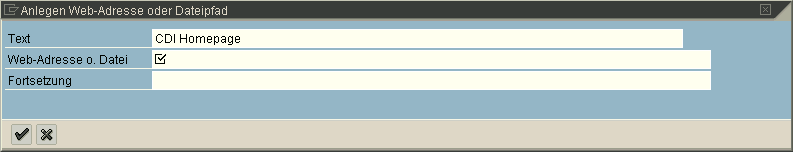 Anlegen Web-Adresse oder Dateipfad
Text CDI Homepage
Web-Adresse o. Datei
Fortsetzung